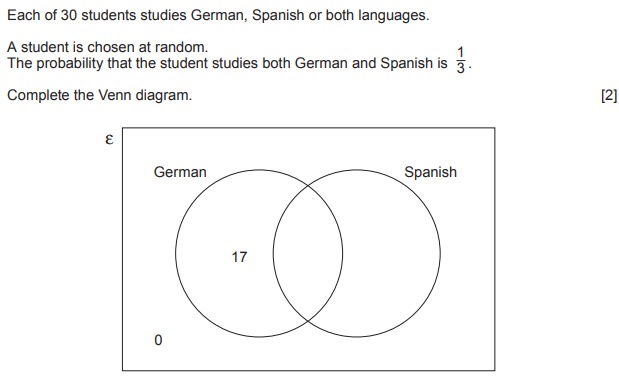 Each of 30 students studies German, Spanish or both languages.
A student is chosen at random.
The probability that the student studies both German and Spanish is 1/3.
Complete the Venn diagram. [2]
ε
German Spanish
17
0